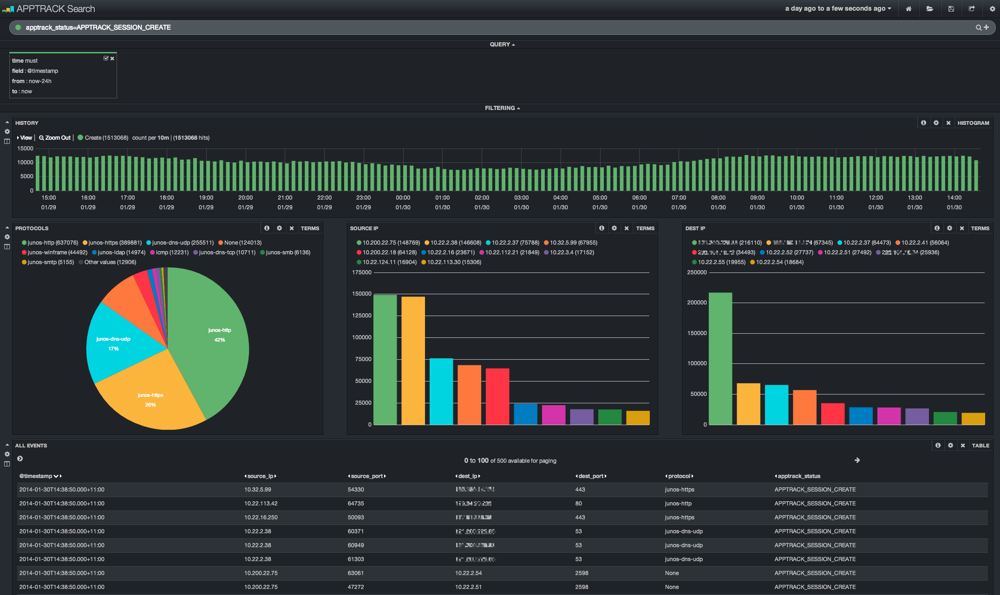 APPTRACK Search
a day ago to a few seconds ago
apptrack_status=APPTRACK_SESSION_CREATE
QUERY
time must
field : @timestamp
from : now-24h
to : now
FILTERING
HISTORY
HISTOGRAM
View | Zoom Out | Create (1513068) count per 10m | (1513068 hits)
15000
10000
5000
0
15:00 16:00 17:00 18:00 19:00 20:00 21:00 22:00 23:00 00:00 01:00 02:00 03:00 04:00 05:00 06:00 07:00 08:00 09:00 10:00 11:00 12:00 13:00 14:00
01/29 01/29 01/29 01/29 01/29 01/29 01/29 01/29 01/29 01/30 01/30 01/30 01/30 01/30 01/30 01/30 01/30 01/30 01/30 01/30 01/30 01/30 01/30 01/30
PROTOCOLS
TERMS
junos-http (637076) junos-https (389881) junos-dns-udp (255511) None (124013)
junos-winframe (44492) junos-ldap (14974) icmp (12231) junos-dns-tcp (10711) junos-smb (6136)
junos-smtp (5155) Other values (12906)
junos-http
42%
junos-dns-udp
17%
junos-https
26%
SOURCE IP
TERMS
10.200.22.75 (148769) 10.22.2.38 (146608) 10.22.2.37 (75788) 10.32.5.99 (67955)
10.200.22.18 (64128) 10.22.2.16 (23671) 10.22.112.21 (21849) 10.22.3.4 (17152)
10.22.124.11 (16904) 10.22.113.30 (15306)
175000
150000
125000
100000
75000
50000
25000
0
DEST IP
TERMS
(216110) (67345) 10.22.2.37 (64473) 10.22.2.41 (56064)
(34493) 10.22.2.52 (27737) 10.22.2.51 (27492) (25936)
10.22.2.55 (19955) 10.22.2.54 (18684)
250000
200000
150000
100000
50000
0
ALL EVENTS
TABLE
0 to 100 of 500 available for paging
@timestamp source_ip source_port dest_ip dest_port protocol apptrack_status
2014-01-30T14:38:50.000+11:00 10.32.5.99 54330 443 junos-https APPTRACK_SESSION_CREATE
2014-01-30T14:38:50.000+11:00 10.22.113.42 64735 80 junos-http APPTRACK_SESSION_CREATE
2014-01-30T14:38:50.000+11:00 10.22.16.250 50093 443 junos-https APPTRACK_SESSION_CREATE
2014-01-30T14:38:50.000+11:00 10.22.2.38 60371 53 junos-dns-udp APPTRACK_SESSION_CREATE
2014-01-30T14:38:50.000+11:00 10.22.2.38 60949 53 junos-dns-udp APPTRACK_SESSION_CREATE
2014-01-30T14:38:50.000+11:00 10.22.2.38 61303 53 junos-dns-udp APPTRACK_SESSION_CREATE
2014-01-30T14:38:50.000+11:00 10.200.22.75 63061 10.22.2.54 2598 None APPTRACK_SESSION_CREATE
2014-01-30T14:38:50.000+11:00 10.200.22.75 47272 10.22.2.51 2598 None APPTRACK_SESSION_CREATE